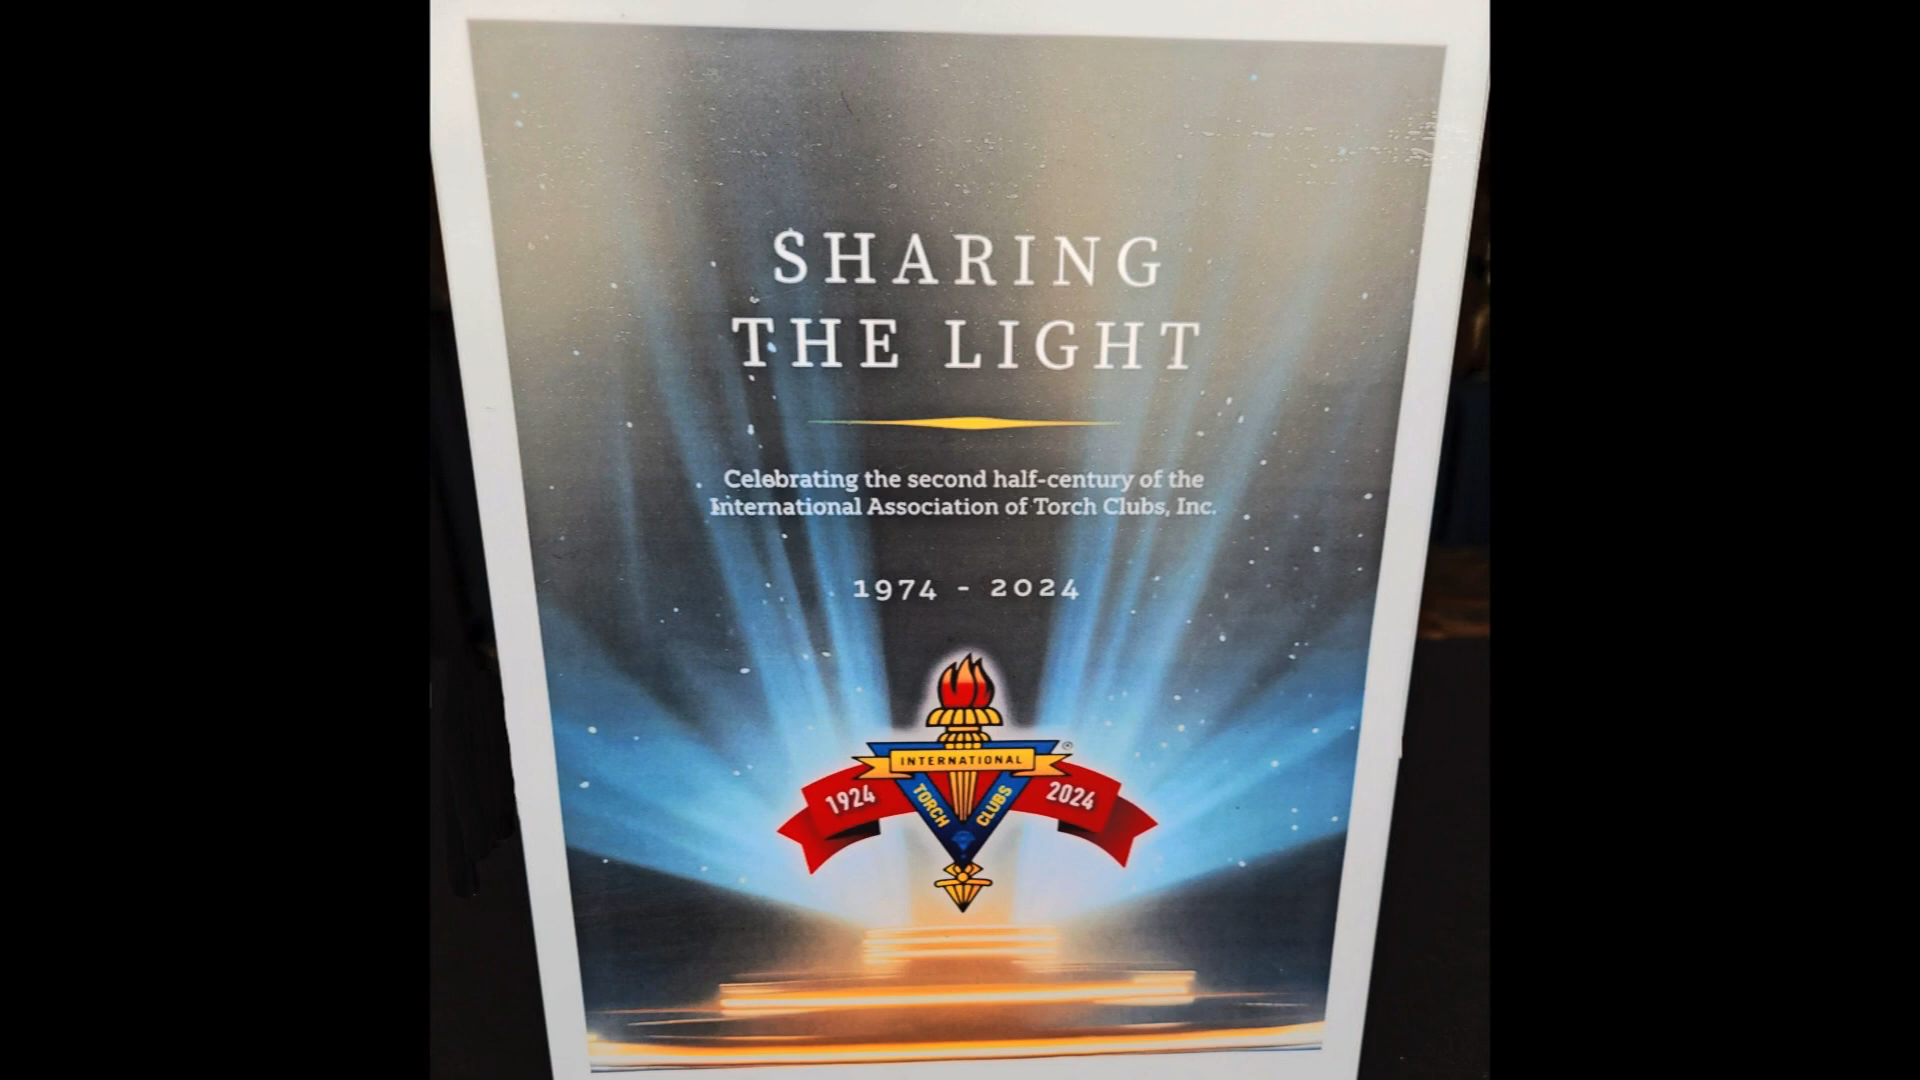 SHARING
THE LIGHT
Celebrating the second half-century of the
International Association of Torch Clubs, Inc.
1974 - 2024
INTERNATIONAL ®
1924 TORCH CLUBS 2024